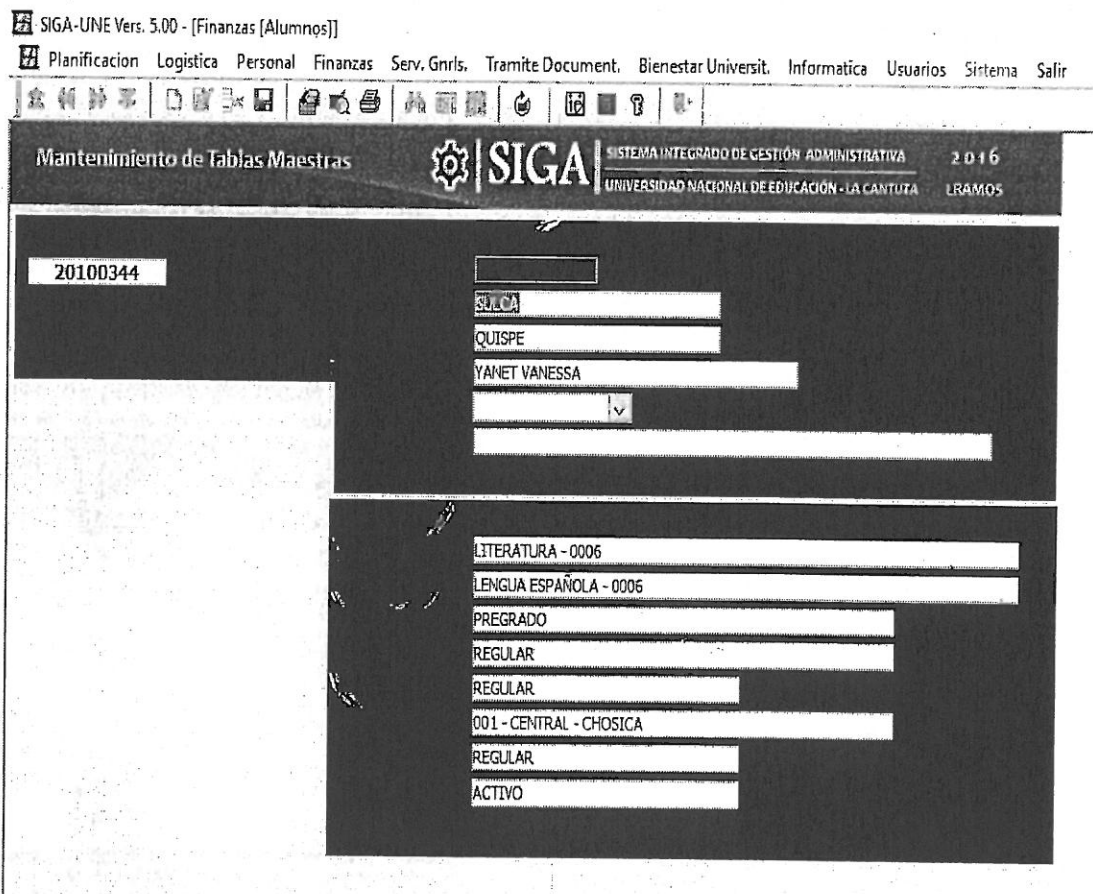 SIGA-UNE Vers. 5.00 - [Finanzas [Alumnos]]
Planificacion Logistica Personal Finanzas Serv. Gnrls. Tramite Document. Bienestar Universit. Informatica Usuarios Sistema Salir
Mantenimiento de Tablas Maestras
SIGA
SISTEMA INTEGRADO DE GESTIÓN ADMINISTRATIVA
2016
UNIVERSIDAD NACIONAL DE EDUCACIÓN - LA CANTUTA
LRAMOS
20100344
SULCA
QUISPE
YANET VANESSA
LITERATURA - 0006
LENGUA ESPAÑOLA - 0006
PREGRADO
REGULAR
REGULAR
001 - CENTRAL - CHOSICA
REGULAR
ACTIVO